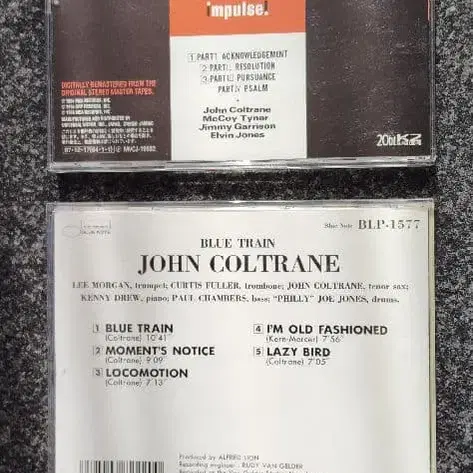 impulse!
1 PART1 ACKNOWLEDGEMENT
2 PART2 RESOLUTION
3 PART3 PURSUANCE
PART4 PSALM
John Coltrane
McCoy Tyner
Jimmy Garrison
Elvin Jones
DIGITALLY REMASTERED FROM THE
ORIGINAL STEREO MASTER TAPES.
20bit K2
BLUE NOTE
Blue Note BLP-1577
BLUE TRAIN
JOHN COLTRANE
LEE MORGAN, trumpet; CURTIS FULLER, trombone; JOHN COLTRANE, tenor sax;
KENNY DREW, piano; PAUL CHAMBERS, bass; "PHILLY" JOE JONES, drums.
1 BLUE TRAIN
(Coltrane) 10'41"
2 MOMENT'S NOTICE
(Coltrane) 9'09"
3 LOCOMOTION
(Coltrane) 7'13"
4 I'M OLD FASHIONED
(Kern-Mercer) 7'56"
5 LAZY BIRD
(Coltrane) 7'05"
Produced by ALFRED LION
Recording engineer : RUDY VAN GELDER